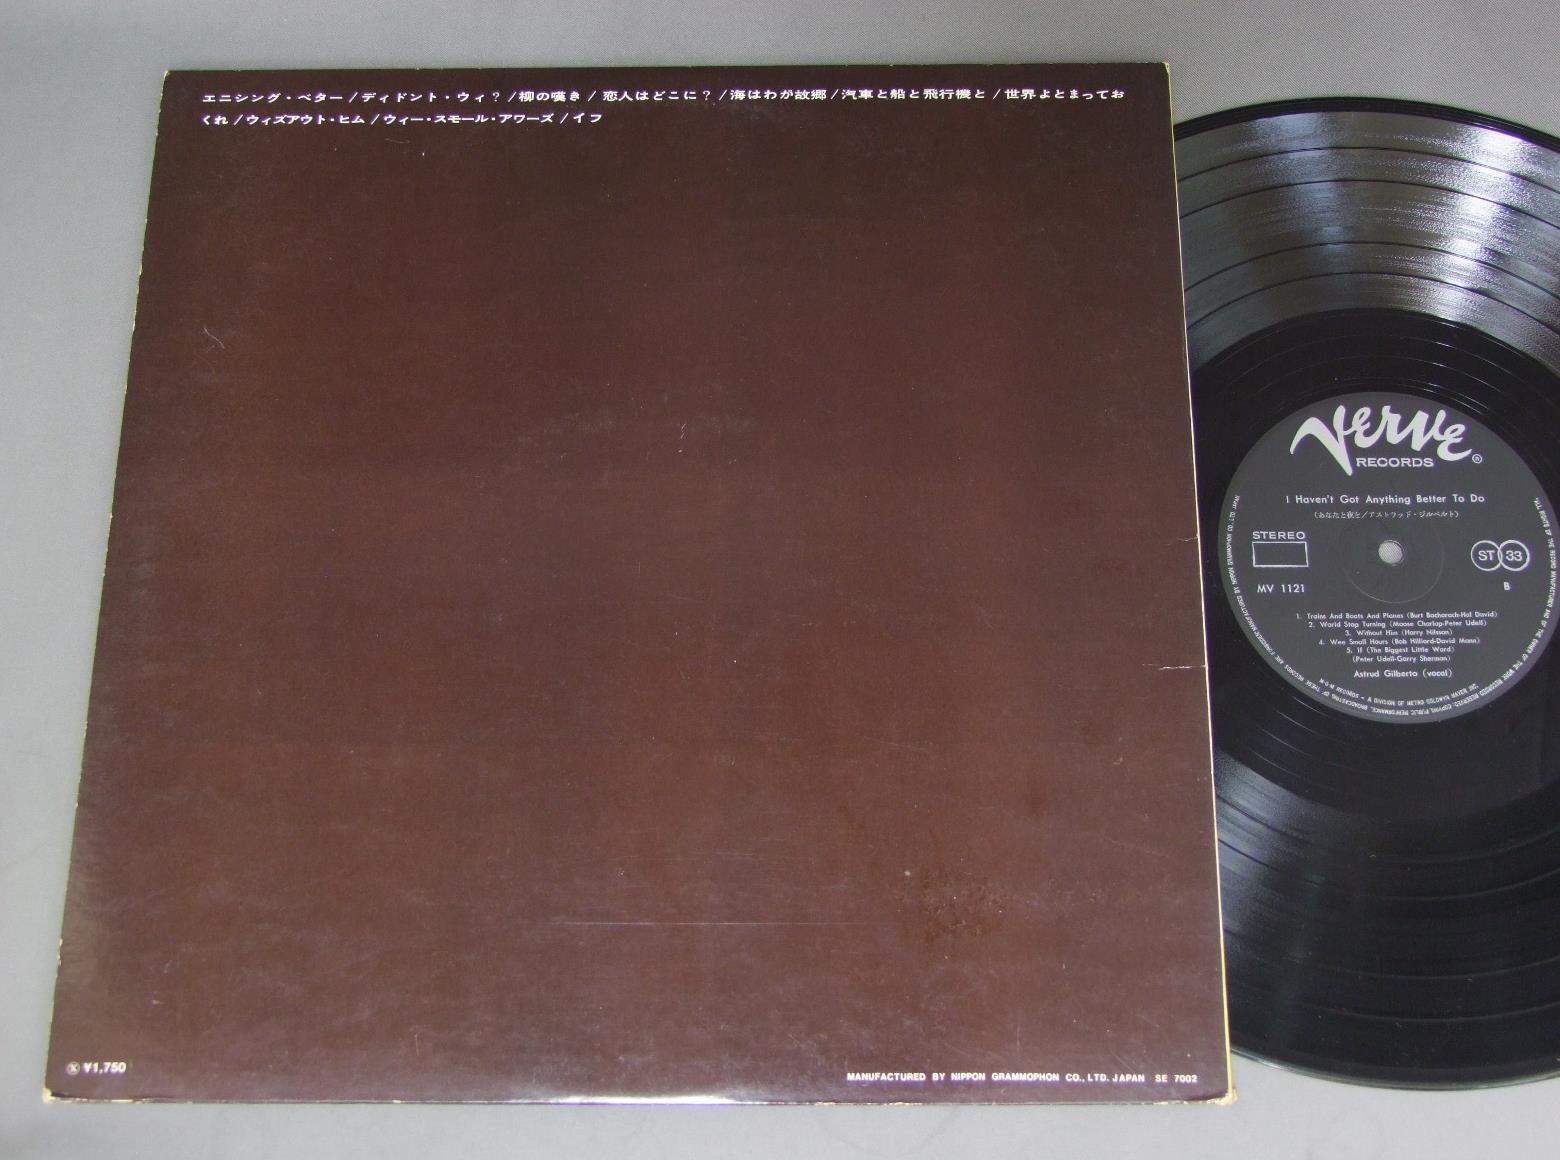 エニシング・ベター/ディドント・ウィ?/柳の嘆き/恋人はどこに?/海はわが故郷/汽車と船と飛行機と/世界よとまってお
くれ/ウィズアウト・ヒム/ウィー・スモール・アワーズ/イフ
¥1,750
MANUFACTURED BY NIPPON GRAMMOPHON CO., LTD. JAPAN SE 7002
Verve
RECORDS ®
I Haven't Got Anything Better To Do
(あなたと夜を/アストラッド・ジルベルト)
STEREO
ST 33
MV 1121
B
1. Trains And Boats And Planes (Burt Bacharach-Hal David)
2. World Stop Turning (Moose Charlap-Peter Udell)
3. Without Him (Harry Nilsson)
4. Wee Small Hours (Bob Hilliard-David Mann)
5. If (The Biggest Little Word)
(Peter Udell-Garry Sherman)
Astrud Gilberto (vocal)